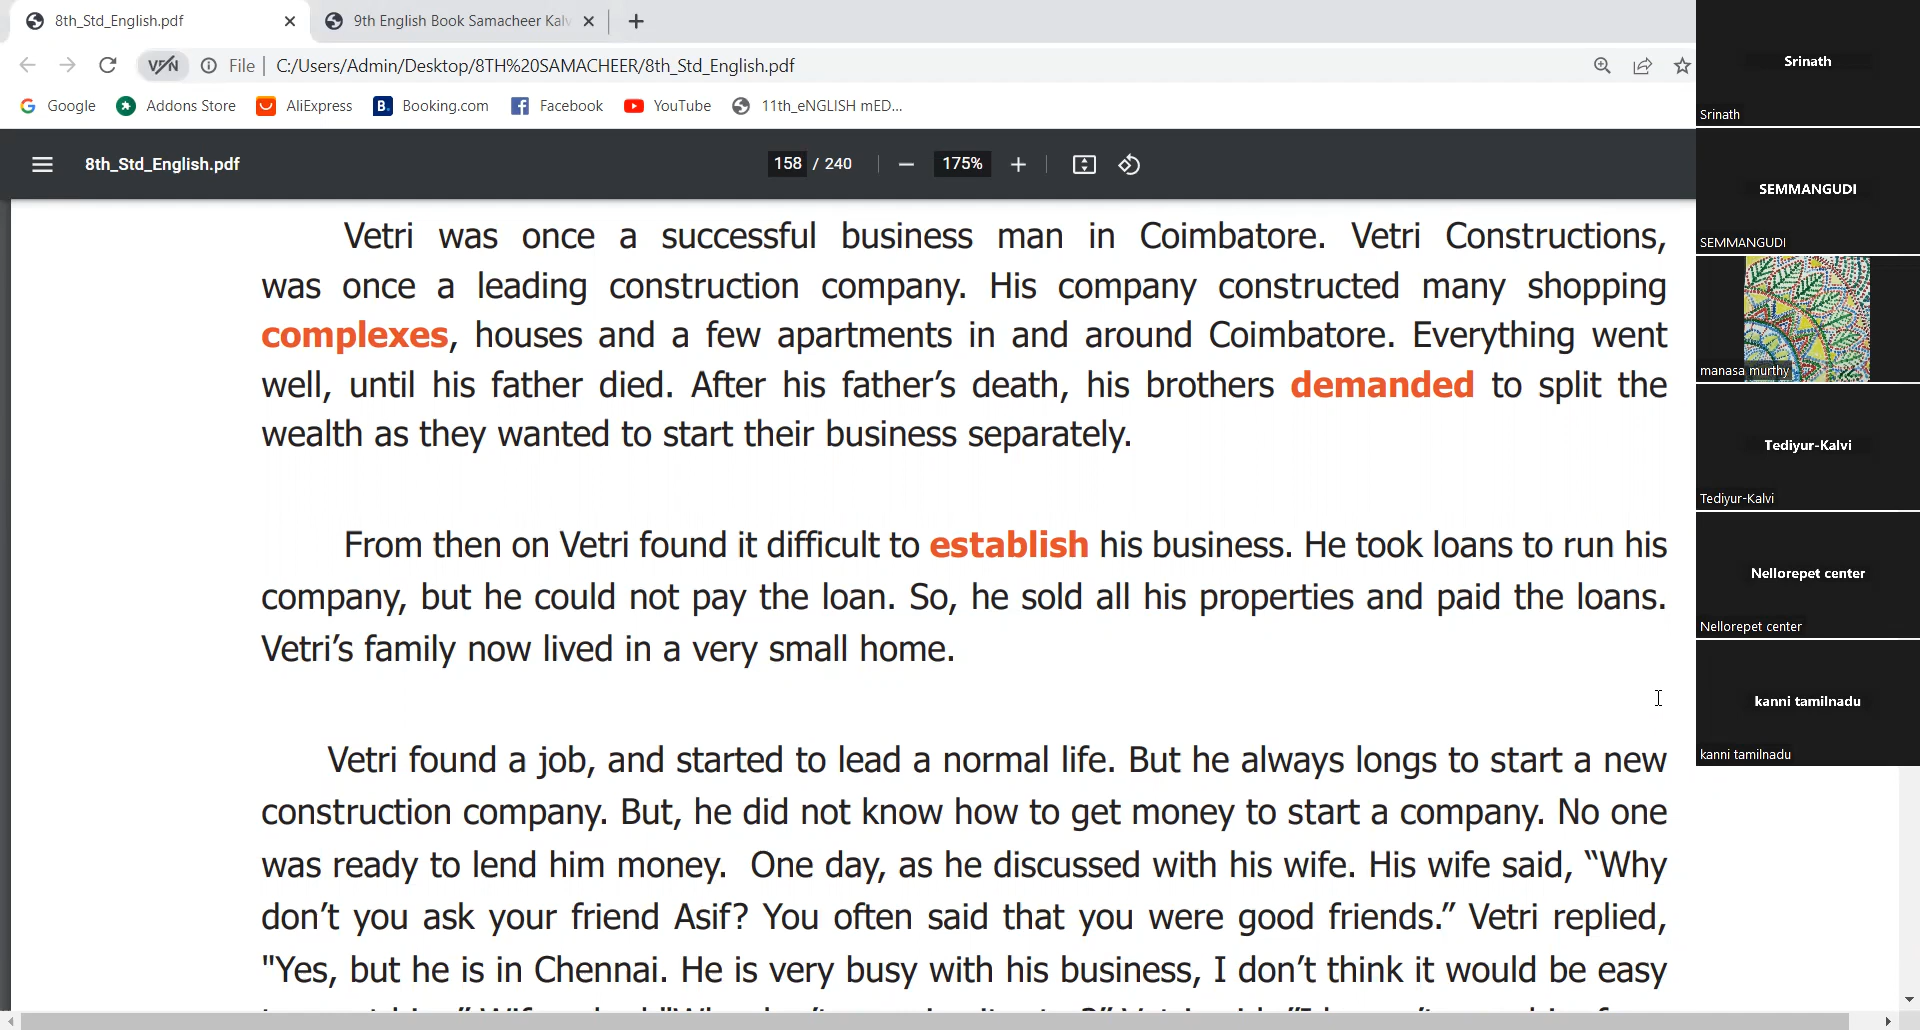 8th_Std_English.pdf
9th English Book Samacheer Kalv
VPN File C:/Users/Admin/Desktop/8TH%20SAMACHEER/8th_Std_English.pdf
Google Addons Store AliExpress B. Booking.com Facebook YouTube 11th_eNGLISH mED...
8th_Std_English.pdf 158 / 240 175%
Vetri was once a successful business man in Coimbatore. Vetri Constructions,
was once a leading construction company. His company constructed many shopping
complexes, houses and a few apartments in and around Coimbatore. Everything went
well, until his father died. After his father’s death, his brothers demanded to split the
wealth as they wanted to start their business separately.
From then on Vetri found it difficult to establish his business. He took loans to run his
company, but he could not pay the loan. So, he sold all his properties and paid the loans.
Vetri’s family now lived in a very small home.
Vetri found a job, and started to lead a normal life. But he always longs to start a new
construction company. But, he did not know how to get money to start a company. No one
was ready to lend him money. One day, as he discussed with his wife. His wife said, “Why
don’t you ask your friend Asif? You often said that you were good friends.” Vetri replied,
"Yes, but he is in Chennai. He is very busy with his business, I don’t think it would be easy
Srinath
Srinath
SEMMANGUDI
SEMMANGUDI
manasa murthy
Tediyur-Kalvi
Tediyur-Kalvi
Nellorepet center
Nellorepet center
kanni tamilnadu
kanni tamilnadu